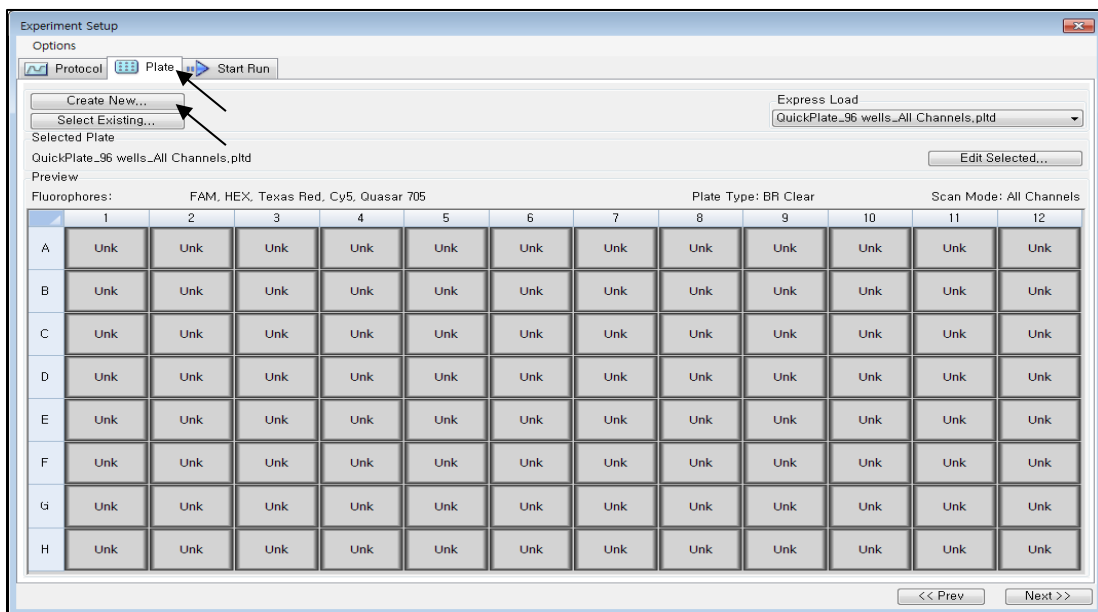 Experiment Setup
Options
Protocol Plate Start Run
Create New...
Select Existing...
Express Load
QuickPlate_96 wells_All Channels.pltd
Selected Plate
QuickPlate_96 wells_All Channels.pltd
Edit Selected...
Preview
Fluorophores: FAM, HEX, Texas Red, Cy5, Quasar 705 Plate Type: BR Clear Scan Mode: All Channels
1 2 3 4 5 6 7 8 9 10 11 12
A Unk Unk Unk Unk Unk Unk Unk Unk Unk Unk Unk Unk
B Unk Unk Unk Unk Unk Unk Unk Unk Unk Unk Unk Unk
C Unk Unk Unk Unk Unk Unk Unk Unk Unk Unk Unk Unk
D Unk Unk Unk Unk Unk Unk Unk Unk Unk Unk Unk Unk
E Unk Unk Unk Unk Unk Unk Unk Unk Unk Unk Unk Unk
F Unk Unk Unk Unk Unk Unk Unk Unk Unk Unk Unk Unk
G Unk Unk Unk Unk Unk Unk Unk Unk Unk Unk Unk Unk
H Unk Unk Unk Unk Unk Unk Unk Unk Unk Unk Unk Unk
<< Prev Next >>